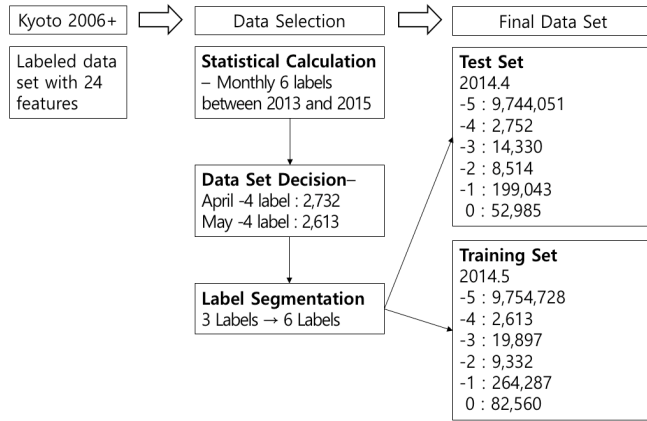 Kyoto 2006+
Data Selection
Final Data Set
Labeled data
set with 24
features
Statistical Calculation
– Monthly 6 labels
between 2013 and 2015
Data Set Decision–
April -4 label : 2,732
May -4 label : 2,613
Label Segmentation
3 Labels → 6 Labels
Test Set
2014.4
-5 : 9,744,051
-4 : 2,752
-3 : 14,330
-2 : 8,514
-1 : 199,043
0 : 52,985
Training Set
2014.5
-5 : 9,754,728
-4 : 2,613
-3 : 19,897
-2 : 9,332
-1 : 264,287
0 : 82,560